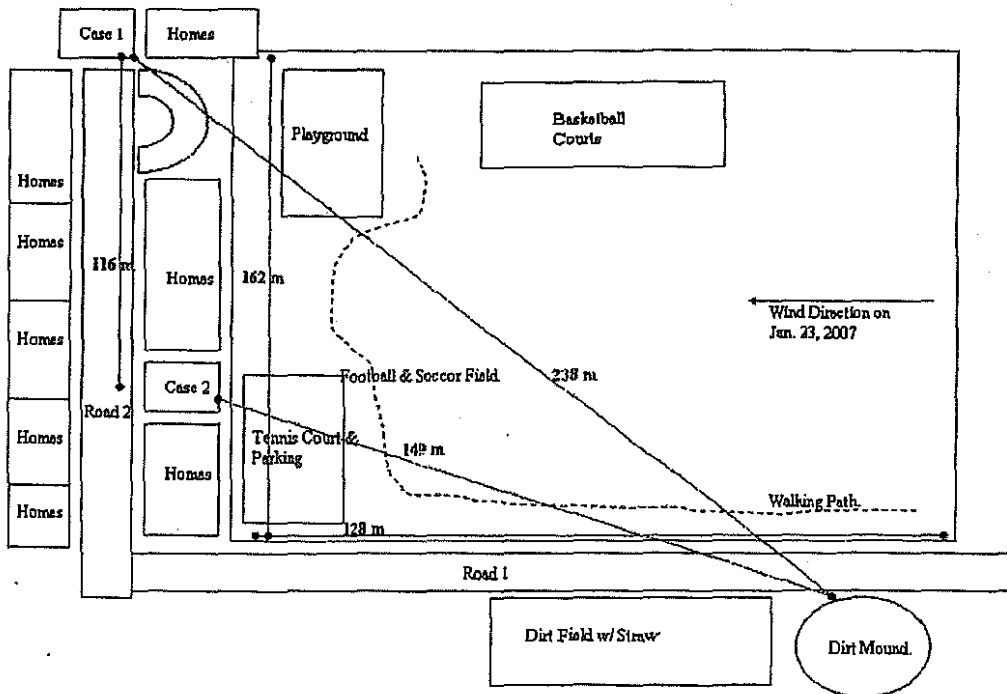 Case 1
Homes
Playground
Basketball
Courts
Homes
Homes
116 m
Homes
162 m
Wind Direction on
Jan. 23, 2007
Homes
Football & Soccor Field
238 m
Case 2
Road 2
Homes
Tennis Court &
Parking
149 m
Homes
Homes
Walking Path.
128 m
Road 1
Dirt Field w/ Straw
Dirt Mound.